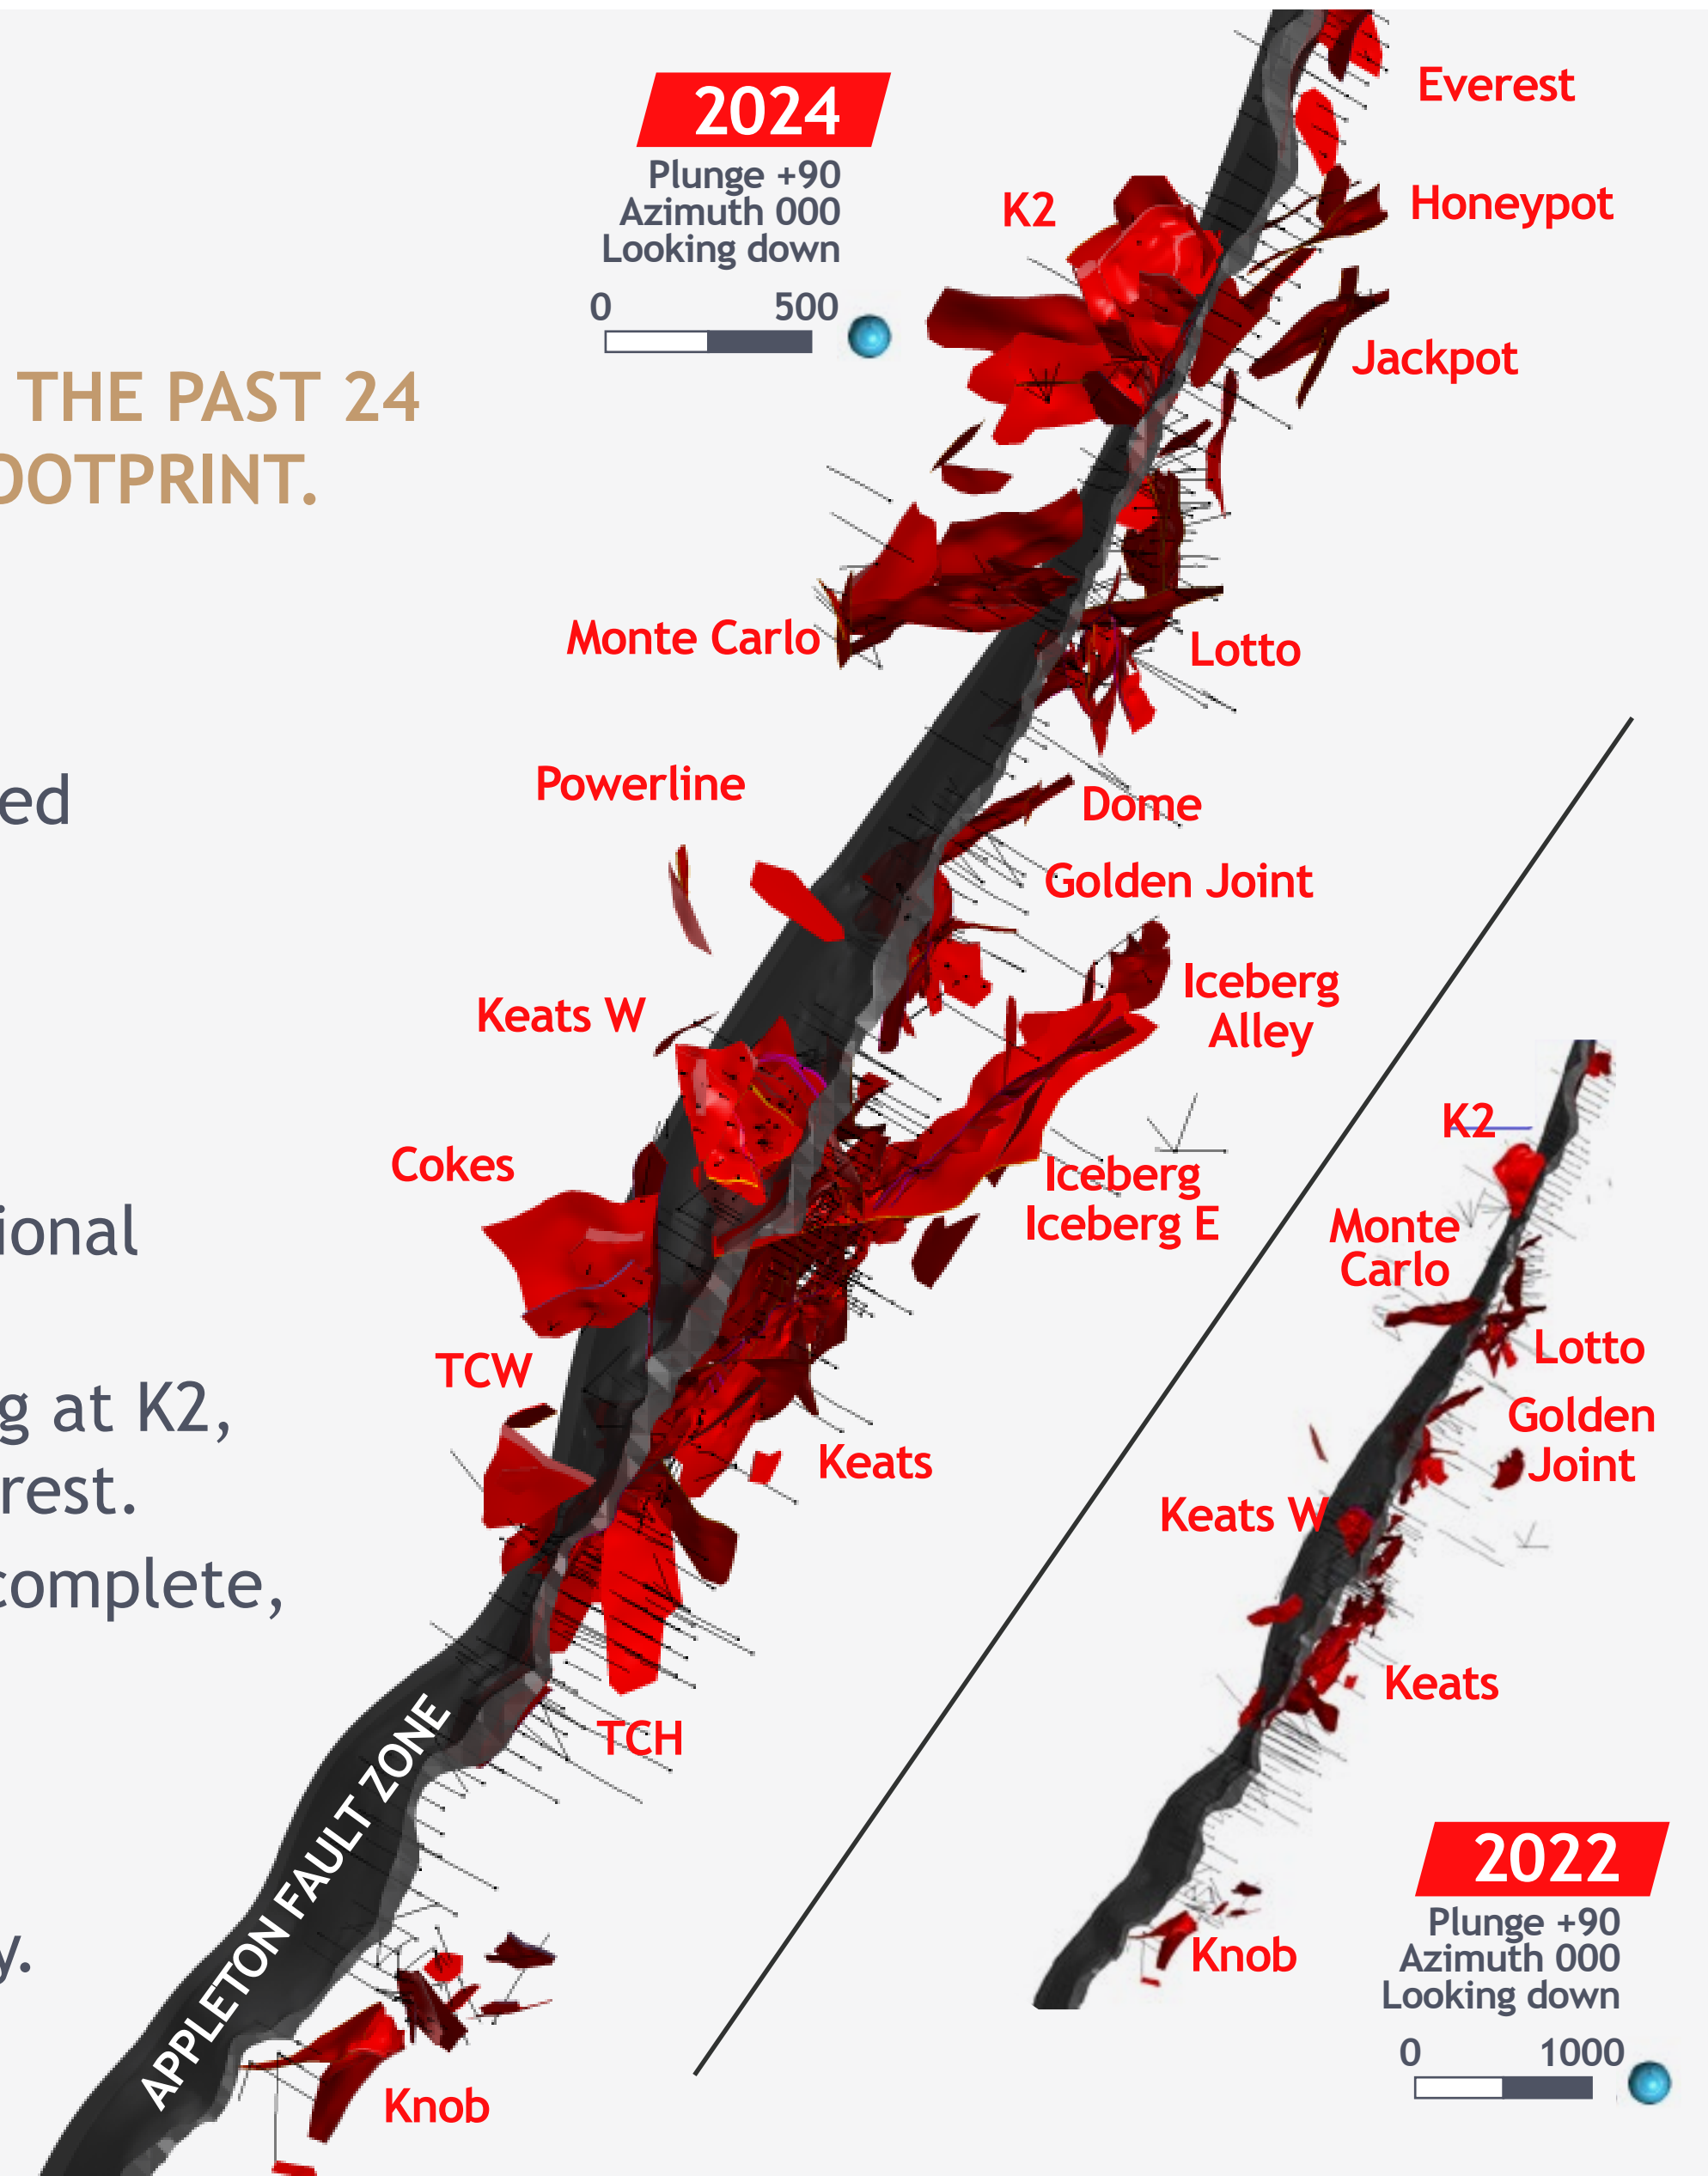 THE PAST 24
OOTPRINT.
ed
ional
g at K2,
rest.
complete,
y.
2024
Plunge +90
Azimuth 000
Looking down
0 500
Everest
K2
Honeypot
Jackpot
Monte Carlo
Lotto
Powerline
Dome
Golden Joint
Iceberg
Alley
Keats W
Cokes
Iceberg
Iceberg E
TCW
Keats
TCH
APPLETON FAULT ZONE
Knob
K2
Monte
Carlo
Lotto
Golden
Joint
Keats W
Keats
Knob
2022
Plunge +90
Azimuth 000
Looking down
0 1000